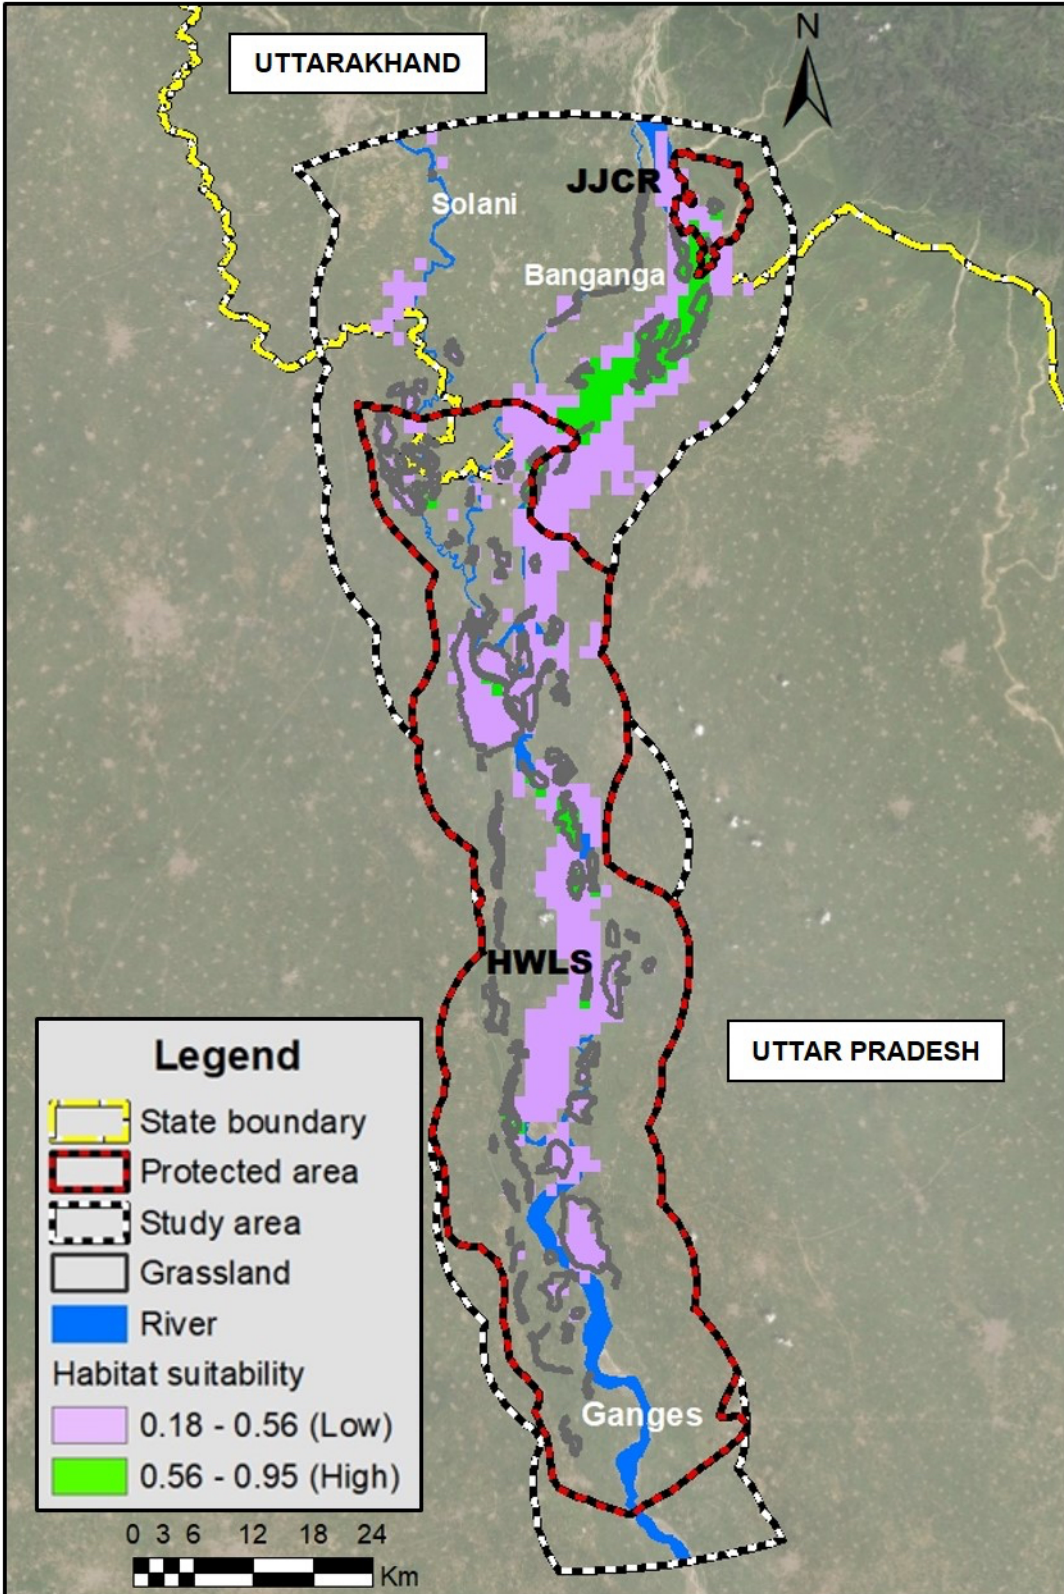 N
UTTARAKHAND
JJCR
Solani
Banganga
HWLS
UTTAR PRADESH
Legend
State boundary
Protected area
Study area
Grassland
River
Habitat suitability
0.18 - 0.56 (Low)
0.56 - 0.95 (High)
Ganges
0 3 6 12 18 24
Km